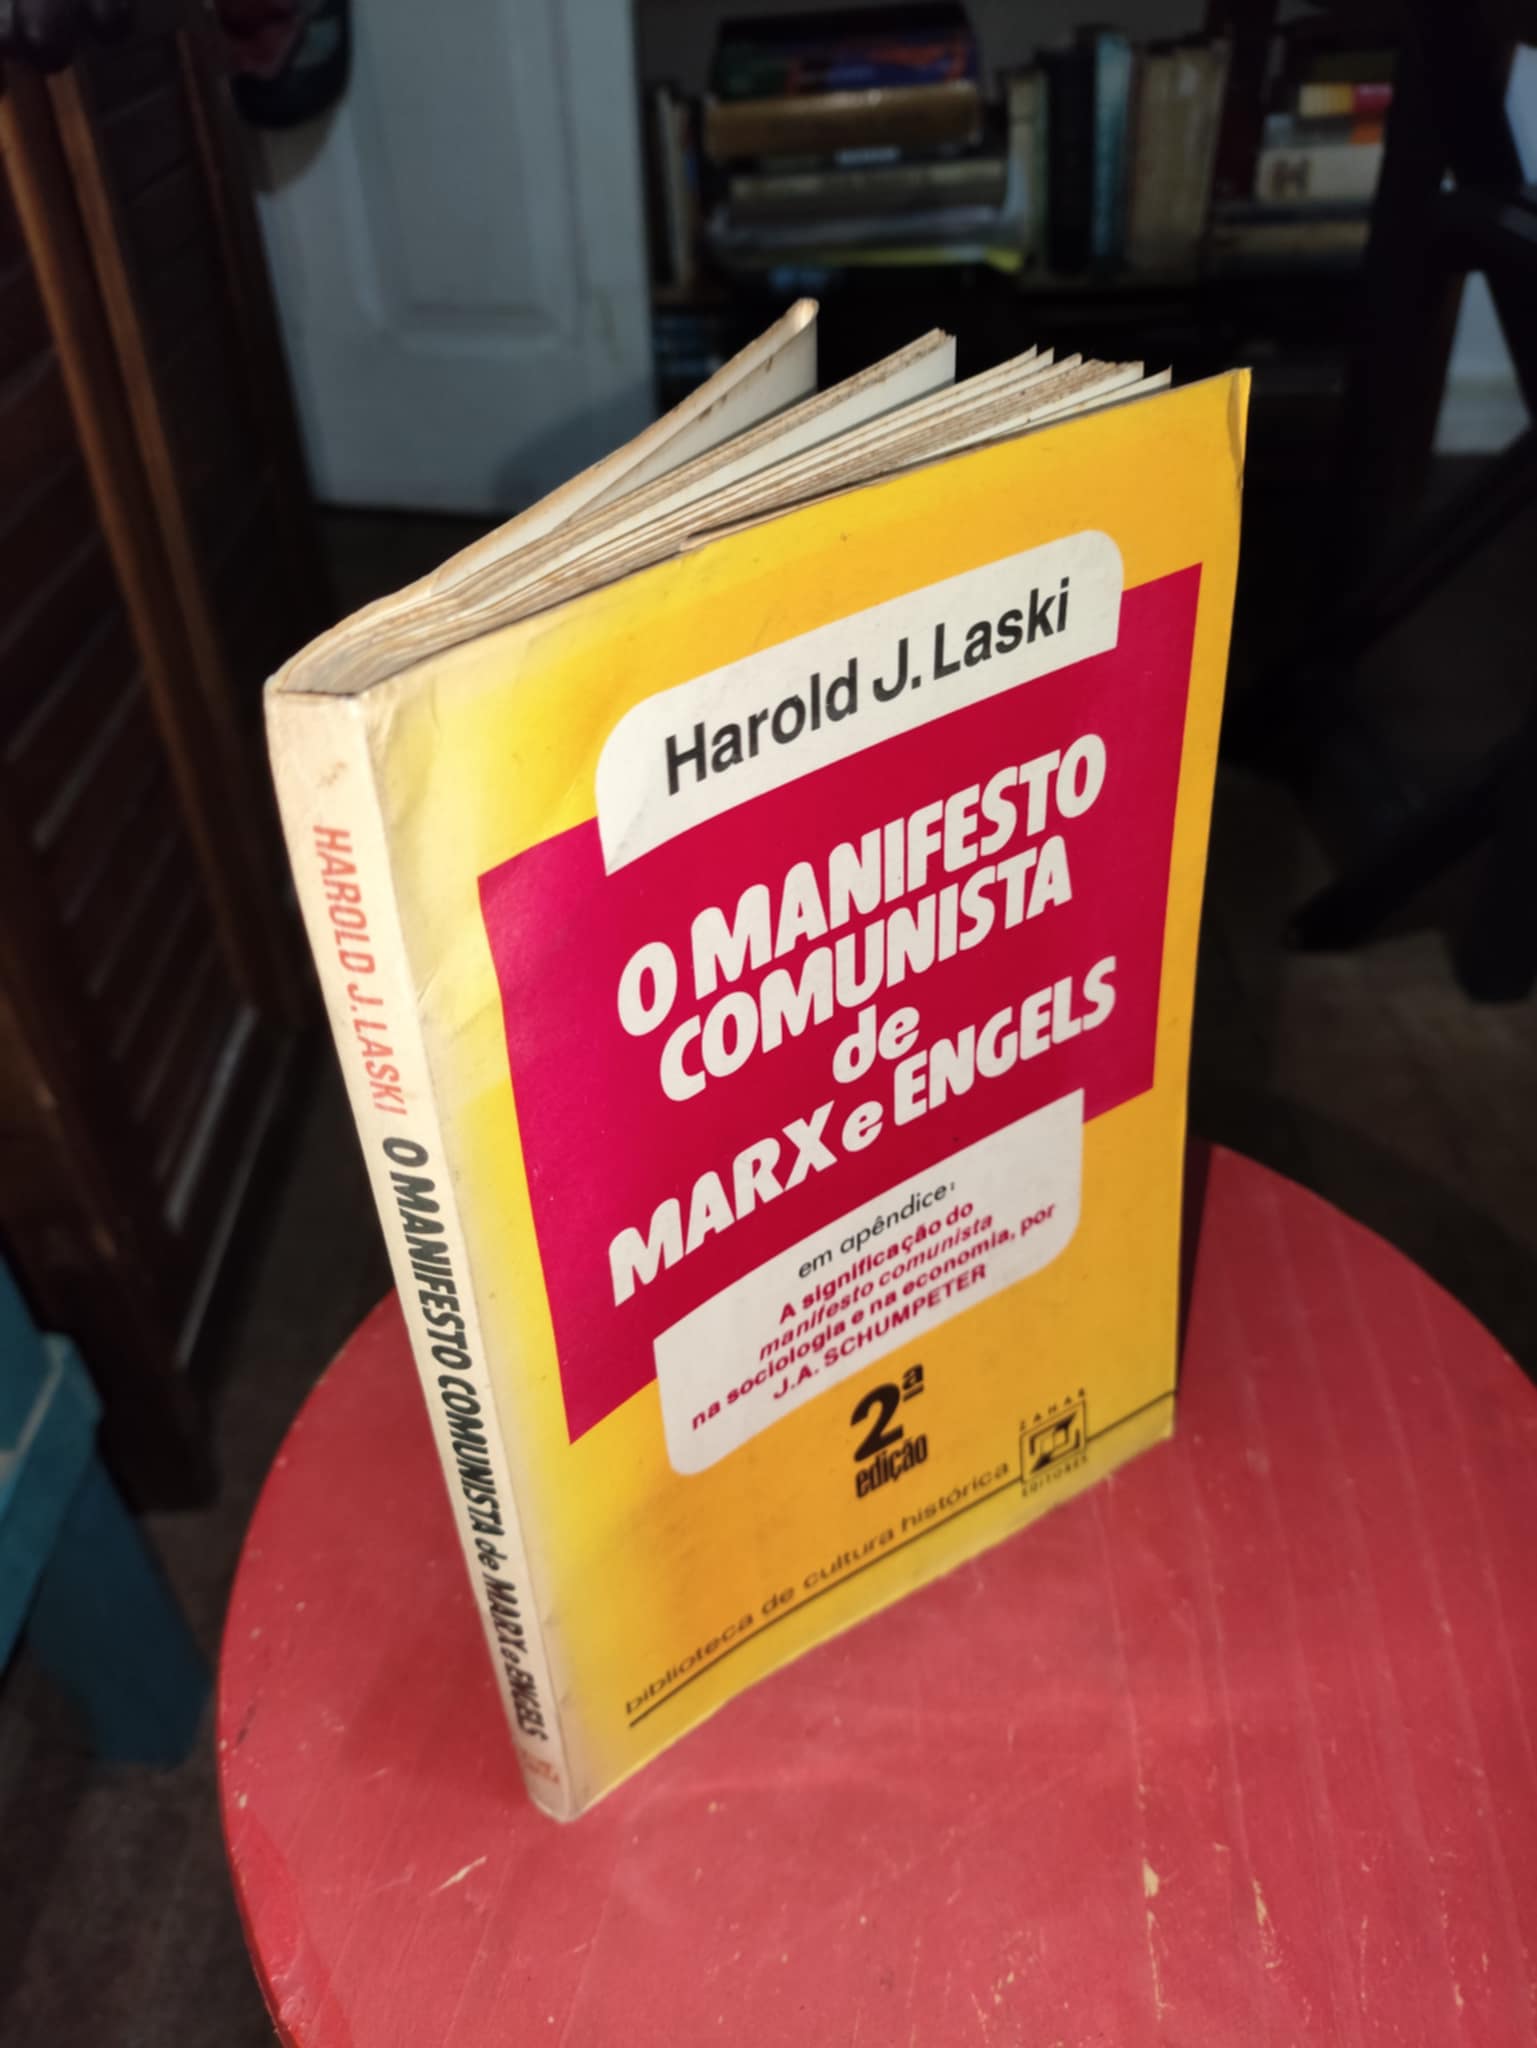 Harold J. Laski
O MANIFESTO
COMUNISTA
de
MARX e ENGELS
em apêndice:
A significação do
manifesto comunista
na sociologia e na economia, por
J.A. SCHUMPETER
2ª
edição
biblioteca de cultura histórica
ZAHAR
EDITORES
HAROLD J. LASKI O MANIFESTO COMUNISTA de MARX e ENGELS